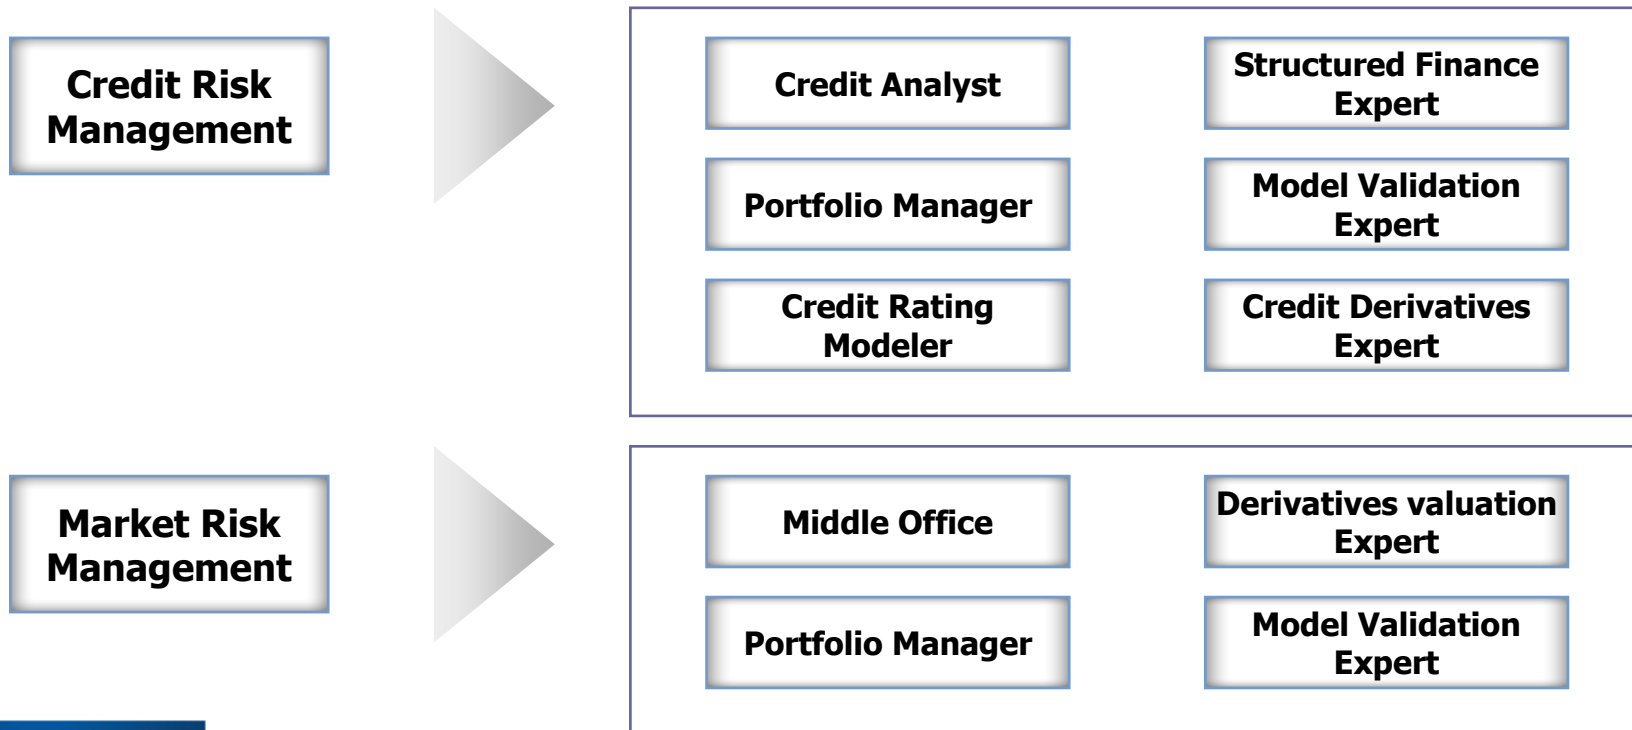 Credit Risk
Management
Credit Analyst
Structured Finance
Expert
Portfolio Manager
Model Validation
Expert
Credit Rating
Modeler
Credit Derivatives
Expert
Market Risk
Management
Middle Office
Derivatives valuation
Expert
Portfolio Manager
Model Validation
Expert